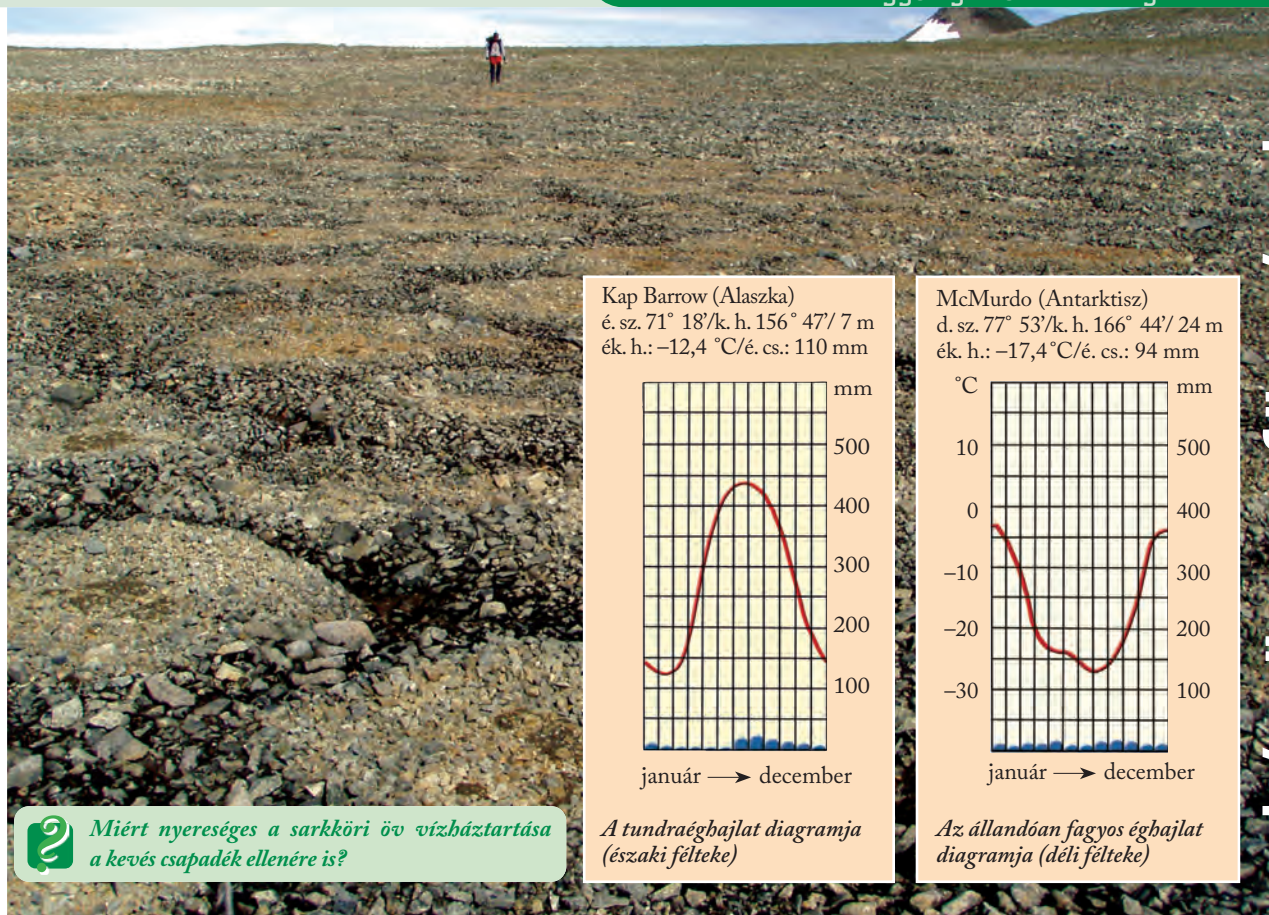 Kap Barrow (Alaszka)
é. sz. 71° 18'/k. h. 156° 47'/ 7 m
ék. h.: –12,4 °C/é. cs.: 110 mm
mm
500
400
300
200
100
január → december
A tundraéghajlat diagramja
(északi félteke)
McMurdo (Antarktisz)
d. sz. 77° 53'/k. h. 166° 44'/ 24 m
ék. h.: –17,4 °C/é. cs.: 94 mm
°C mm
10 500
0 400
–10 300
–20 200
–30 100
január → december
Az állandóan fagyos éghajlat
diagramja (déli félteke)
Miért nyereséges a sarkköri öv vízháztartása
a kevés csapadék ellenére is?